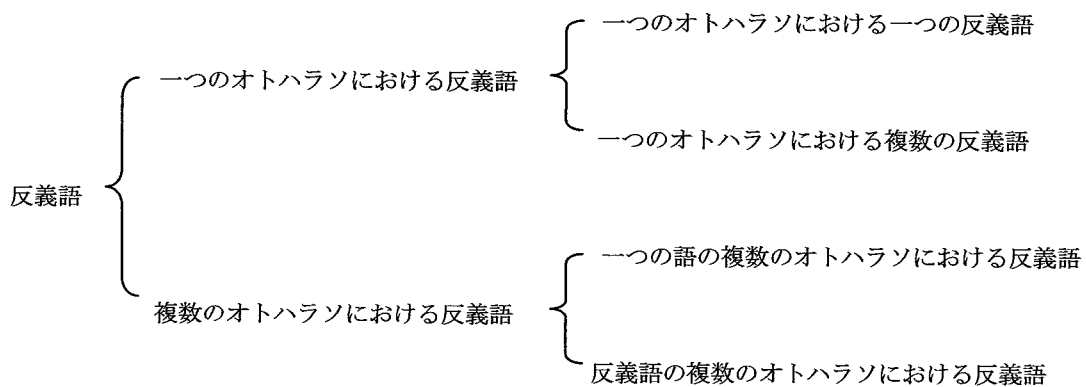 反義語
一つのオトハラソにおける反義語
一つのオトハラソにおける一つの反義語
一つのオトハラソにおける複数の反義語
複数のオトハラソにおける反義語
一つの語の複数のオトハラソにおける反義語
反義語の複数のオトハラソにおける反義語